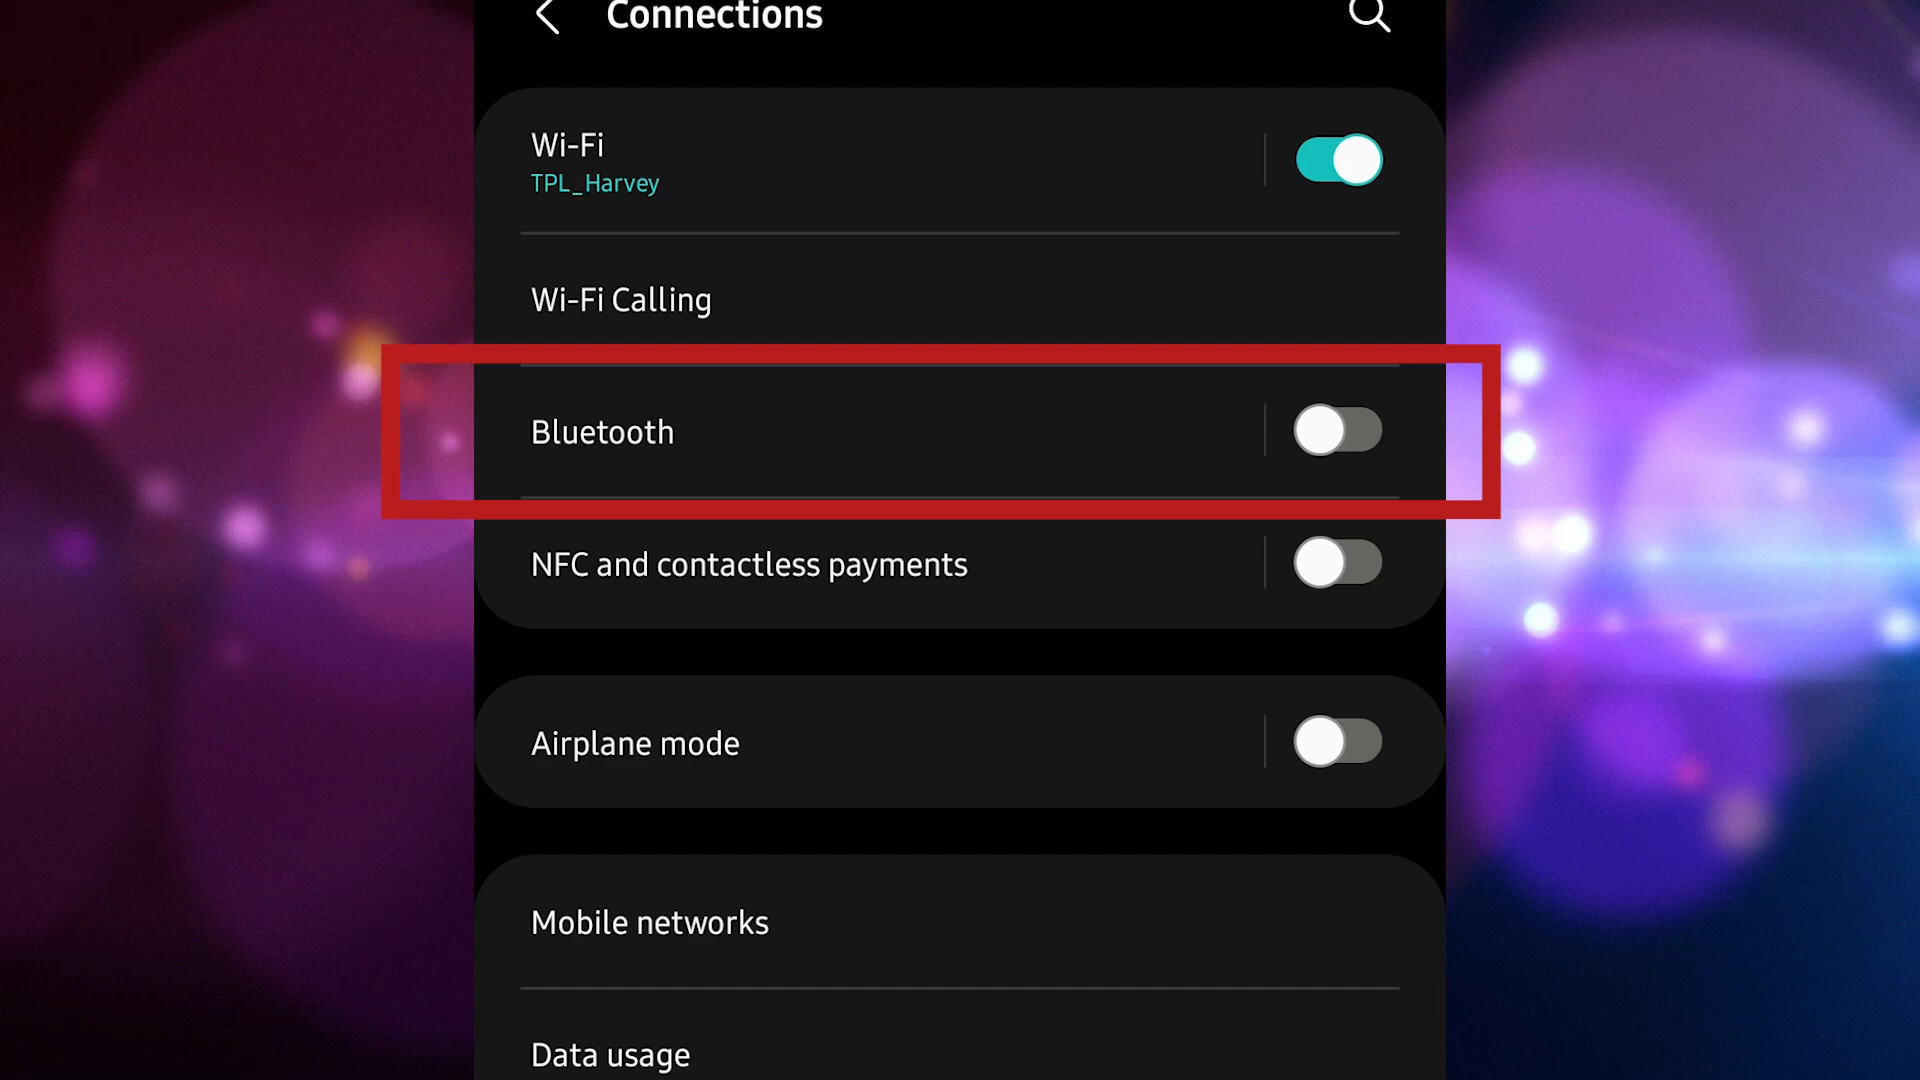 Connections
Wi-Fi
TPL_Harvey
Wi-Fi Calling
Bluetooth
NFC and contactless payments
Airplane mode
Mobile networks
Data usage